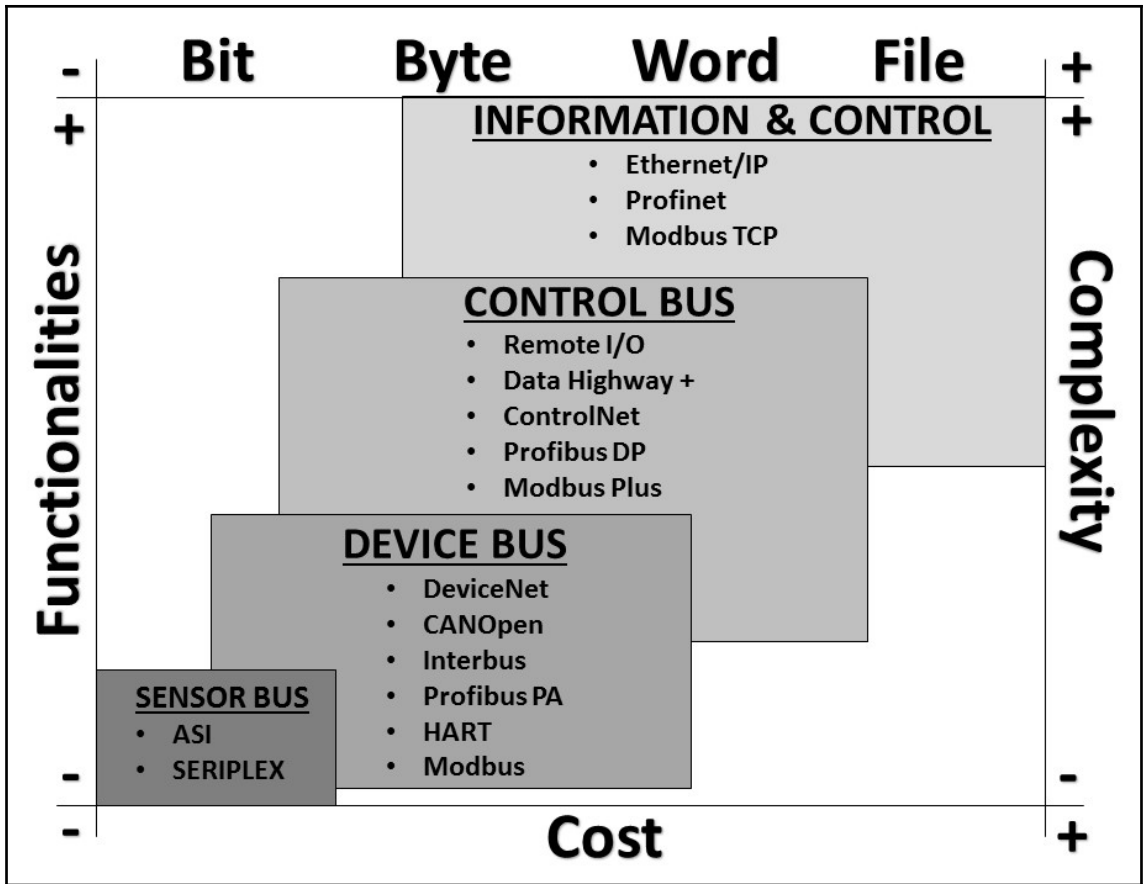 - Bit Byte Word File +
+ +
INFORMATION & CONTROL
• Ethernet/IP
• Profinet
• Modbus TCP
Functionalities
Complexity
CONTROL BUS
• Remote I/O
• Data Highway +
• ControlNet
• Profibus DP
• Modbus Plus
DEVICE BUS
• DeviceNet
• CANOpen
• Interbus
• Profibus PA
• HART
• Modbus
SENSOR BUS
• ASI
• SERIPLEX
- -
- Cost +